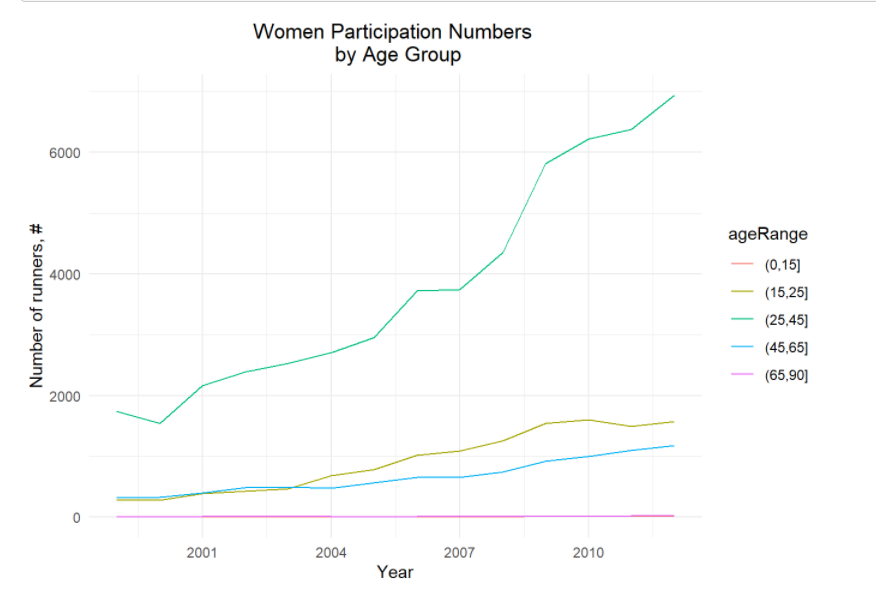 Women Participation Numbers
by Age Group
6000
4000
2000
0
Number of runners, #
2001 2004 2007 2010
Year
ageRange
(0,15]
(15,25]
(25,45]
(45,65]
(65,90]